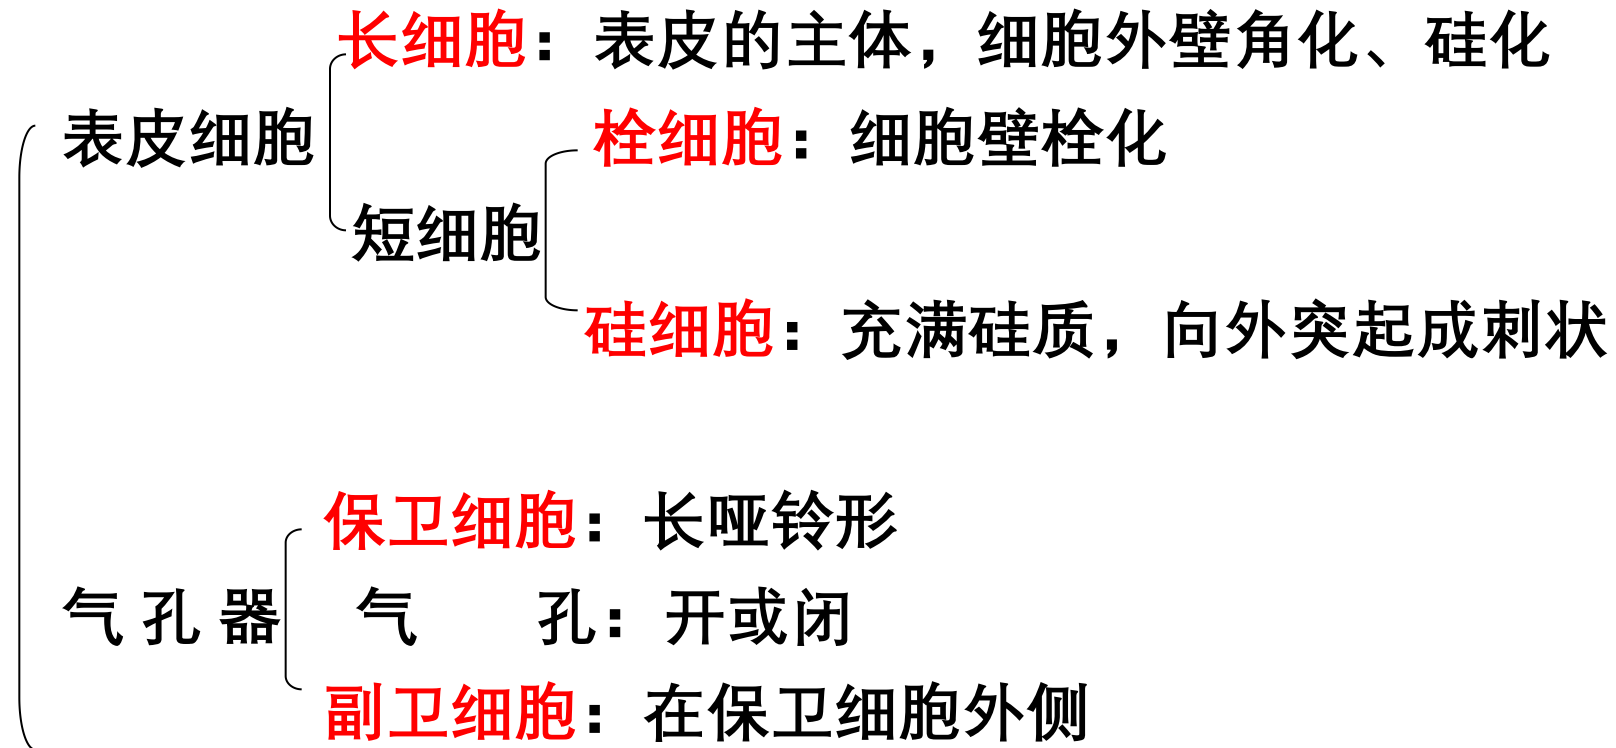 长细胞：表皮的主体，细胞外壁角化、硅化
表皮细胞
栓细胞：细胞壁栓化
短细胞
硅细胞：充满硅质，向外突起成刺状
保卫细胞：长哑铃形
气孔器
气 孔：开或闭
副卫细胞：在保卫细胞外侧